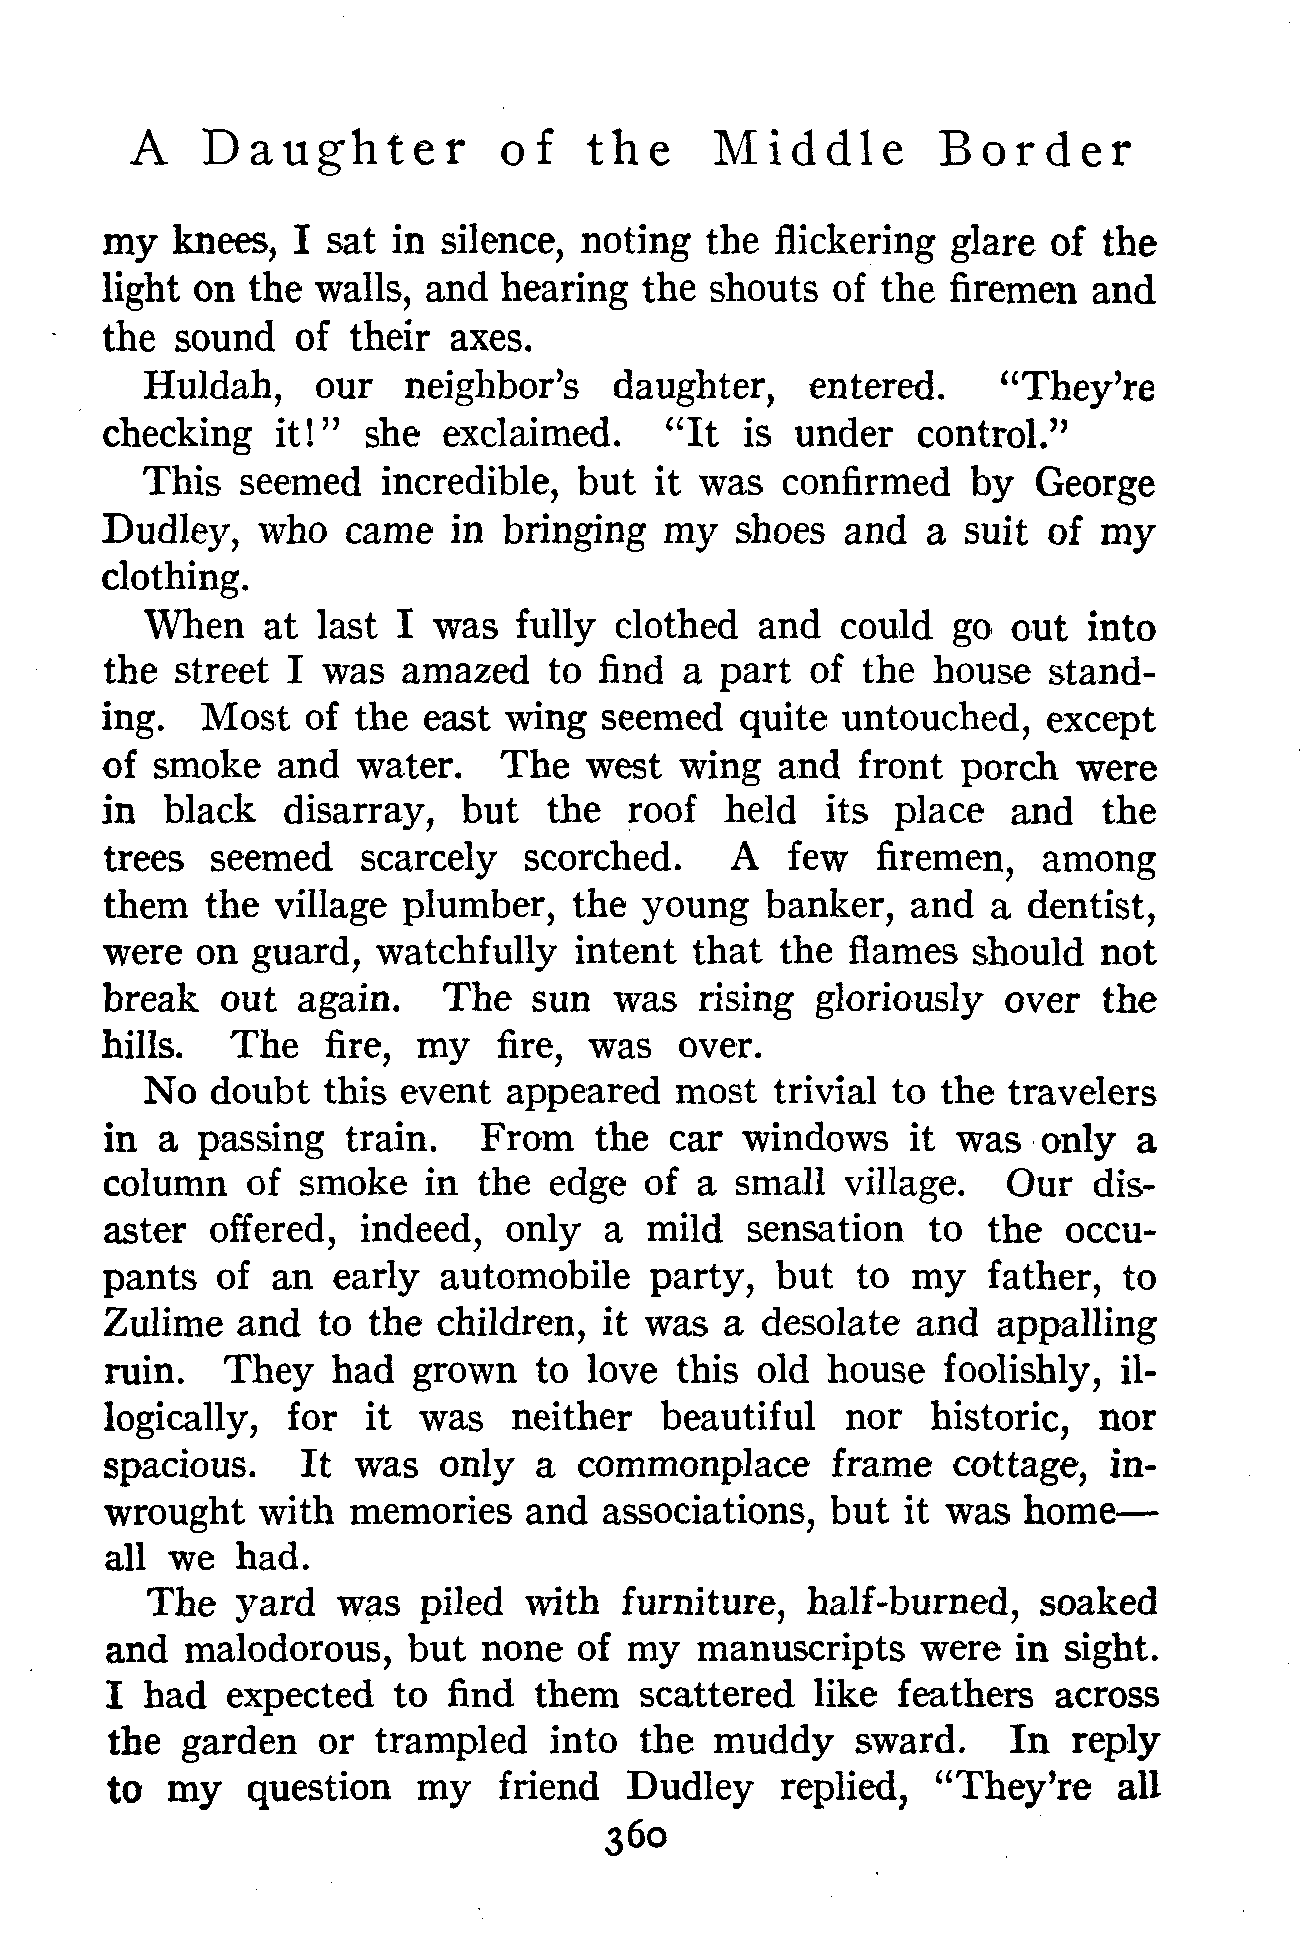 A Daughter of the Middle Border
my knees, I sat in silence, noting the flickering glare of the
light on the walls, and hearing the shouts of the firemen and
the sound of their axes.
Huldah, our neighbor's daughter, entered. “They're
checking it!” she exclaimed. “It is under control.”
This seemed incredible, but it was confirmed by George
Dudley, who came in bringing my shoes and a suit of my
clothing.
When at last I was fully clothed and could go out into
the street I was amazed to find a part of the house stand-
ing. Most of the east wing seemed quite untouched, except
of smoke and water. The west wing and front porch were
in black disarray, but the roof held its place and the
trees seemed scarcely scorched. A few firemen, among
them the village plumber, the young banker, and a dentist,
were on guard, watchfully intent that the flames should not
break out again. The sun was rising gloriously over the
hills. The fire, my fire, was over.
No doubt this event appeared most trivial to the travelers
in a passing train. From the car windows it was only a
column of smoke in the edge of a small village. Our dis-
aster offered, indeed, only a mild sensation to the occu-
pants of an early automobile party, but to my father, to
Zulime and to the children, it was a desolate and appalling
ruin. They had grown to love this old house foolishly, il-
logically, for it was neither beautiful nor historic, nor
spacious. It was only a commonplace frame cottage, in-
wrought with memories and associations, but it was home—
all we had.
The yard was piled with furniture, half-burned, soaked
and malodorous, but none of my manuscripts were in sight.
I had expected to find them scattered like feathers across
the garden or trampled into the muddy sward. In reply
to my question my friend Dudley replied, “They're all
360